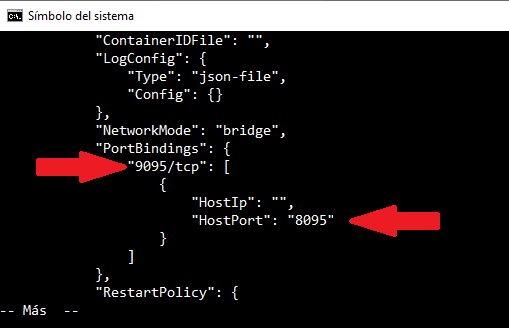 Símbolo del sistema
"ContainerIDFile": "",
"LogConfig": {
"Type": "json-file",
"Config": {}
},
"NetworkMode": "bridge",
"PortBindings": {
"9095/tcp": [
{
"HostIp": "",
"HostPort": "8095"
}
]
},
"RestartPolicy": {
-- Más  --